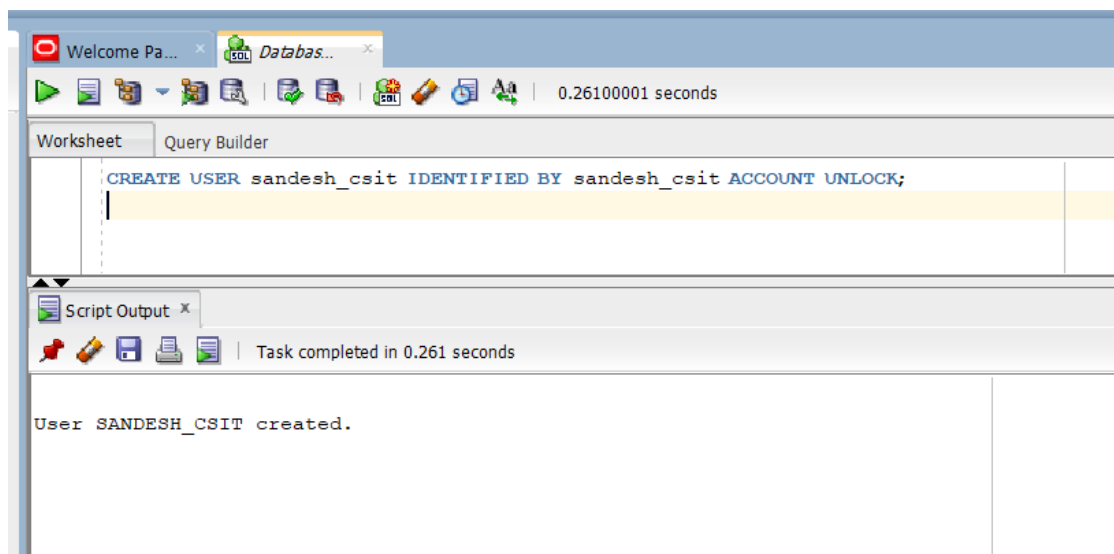 Welcome Pa...
Databas...
0.26100001 seconds
Worksheet
Query Builder
CREATE USER sandesh_csit IDENTIFIED BY sandesh_csit ACCOUNT UNLOCK;
Script Output
Task completed in 0.261 seconds
User SANDESH_CSIT created.